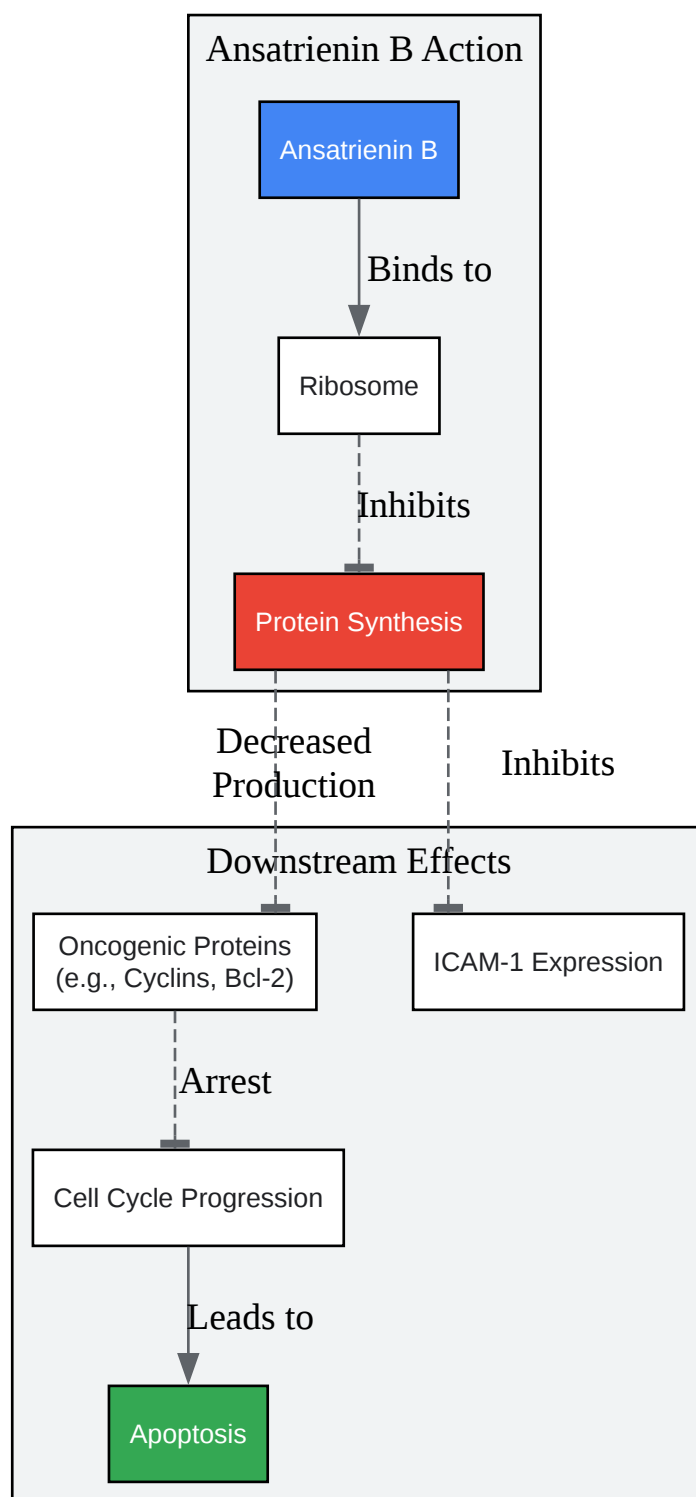 Ansatrienin B Action
Ansatrienin B
Binds to
Ribosome
Inhibits
Protein Synthesis
Decreased
Production
Inhibits
Downstream Effects
Oncogenic Proteins
(e.g., Cyclins, Bcl-2)
ICAM-1 Expression
Arrest
Cell Cycle Progression
Leads to
Apoptosis